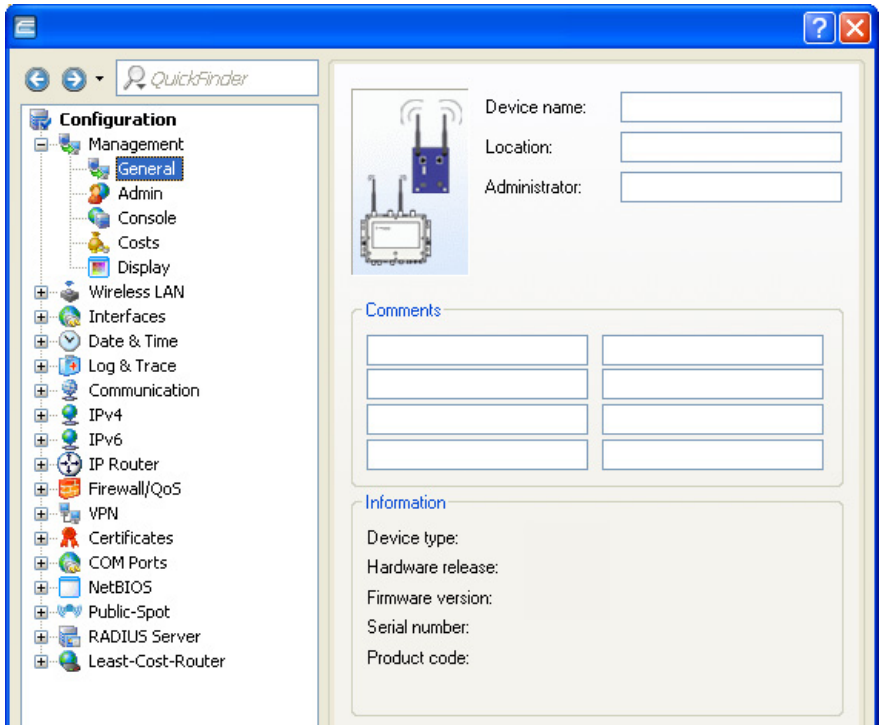 ?
QuickFinder
Configuration
Management
General
Admin
Console
Costs
Display
Wireless LAN
Interfaces
Date & Time
Log & Trace
Communication
IPv4
IPv6
IP Router
Firewall/QoS
VPN
Certificates
COM Ports
NetBIOS
Public-Spot
RADIUS Server
Least-Cost-Router
Device name:
Location:
Administrator:
Comments
Information
Device type:
Hardware release:
Firmware version:
Serial number:
Product code: